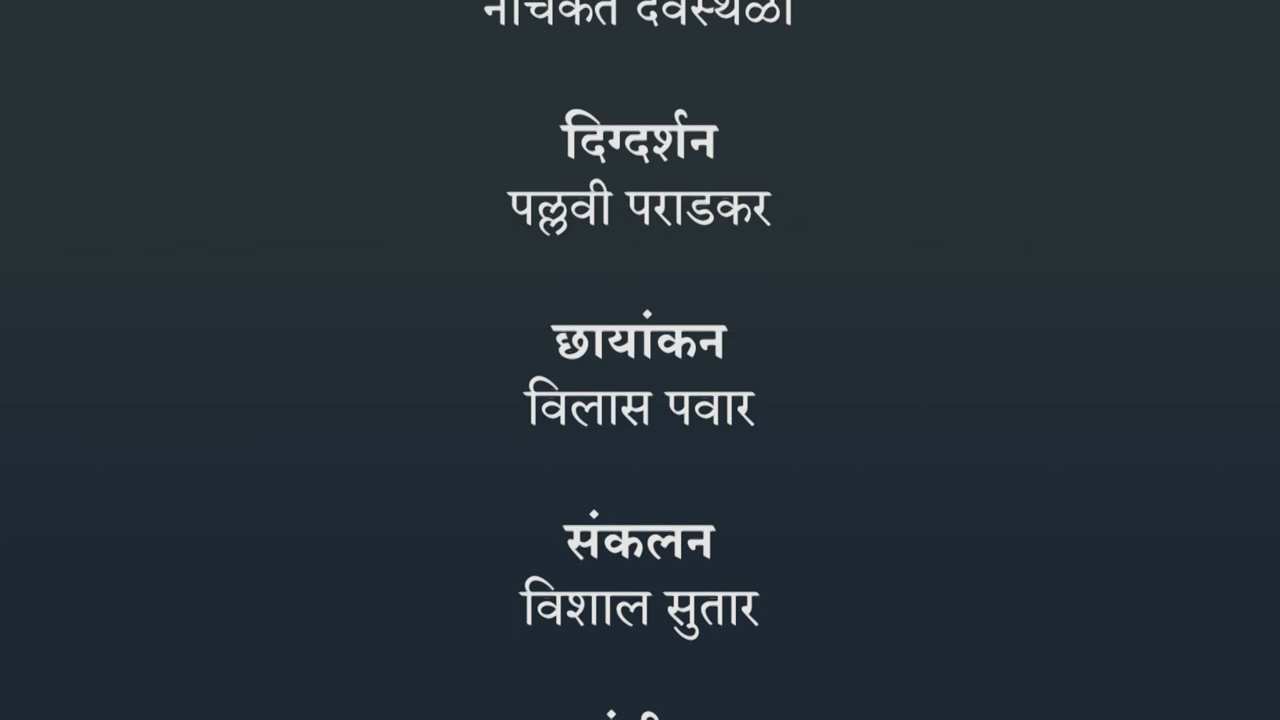 दिग्दर्शन
पल्लवी पराडकर
छायांकन
विलास पवार
संकलन
विशाल सुतार